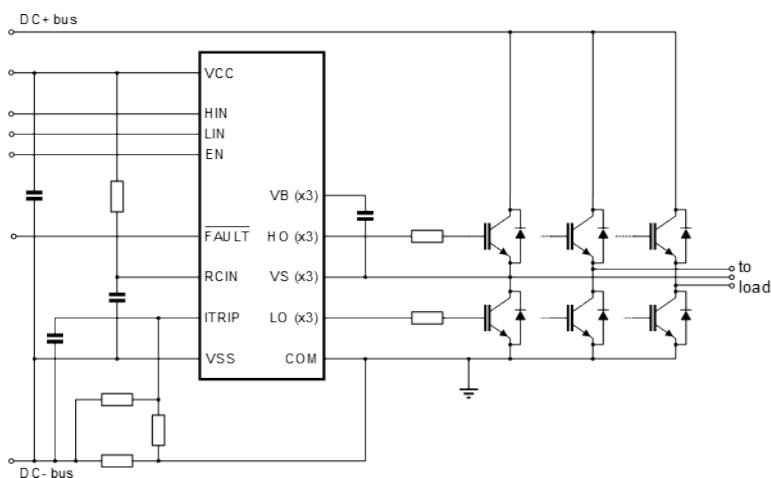 DC+ bus
VCC
HIN
LIN
EN
VB (x3)
FAULT
HO (x3)
RCIN
VS (x3)
to
load
ITRIP
LO (x3)
VSS
COM
DC- bus